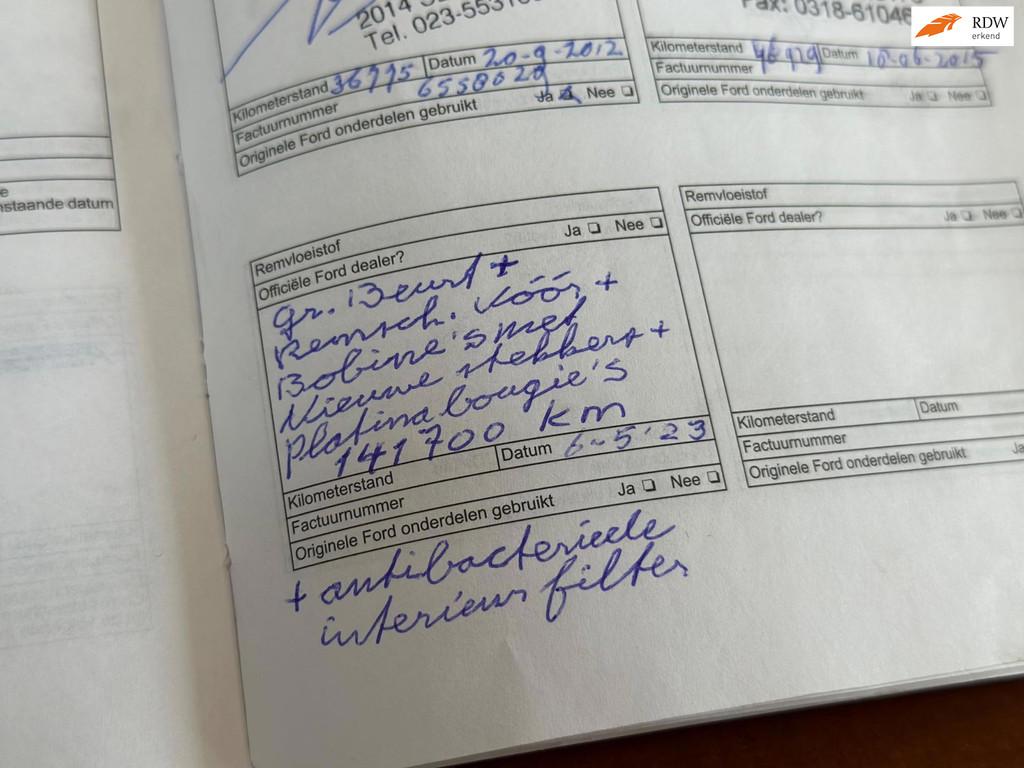 2014
Tel. 023-5531
Kilometerstand 36775 Datum 20-9-2012
Factuurnummer 6558029
Originele Ford onderdelen gebruikt Ja Nee
Fax: 0318-61046
Kilometerstand Datum 10-06-2015
Factuurnummer
Originele Ford onderdelen gebruikt Ja Nee
RDW
erkend
e
nstaande datum
Remvloeistof
Officiële Ford dealer? Ja Nee
gr. Beurt +
Remsch. vóór +
Bobine's met
Nieuwe stekkers +
Platina bougie's
141700 km
Kilometerstand Datum 6-5'23
Factuurnummer
Originele Ford onderdelen gebruikt Ja Nee
+ antibacteriele
interieur filter
Remvloeistof
Officiële Ford dealer? Ja Nee
Kilometerstand Datum
Factuurnummer
Originele Ford onderdelen gebruikt Ja